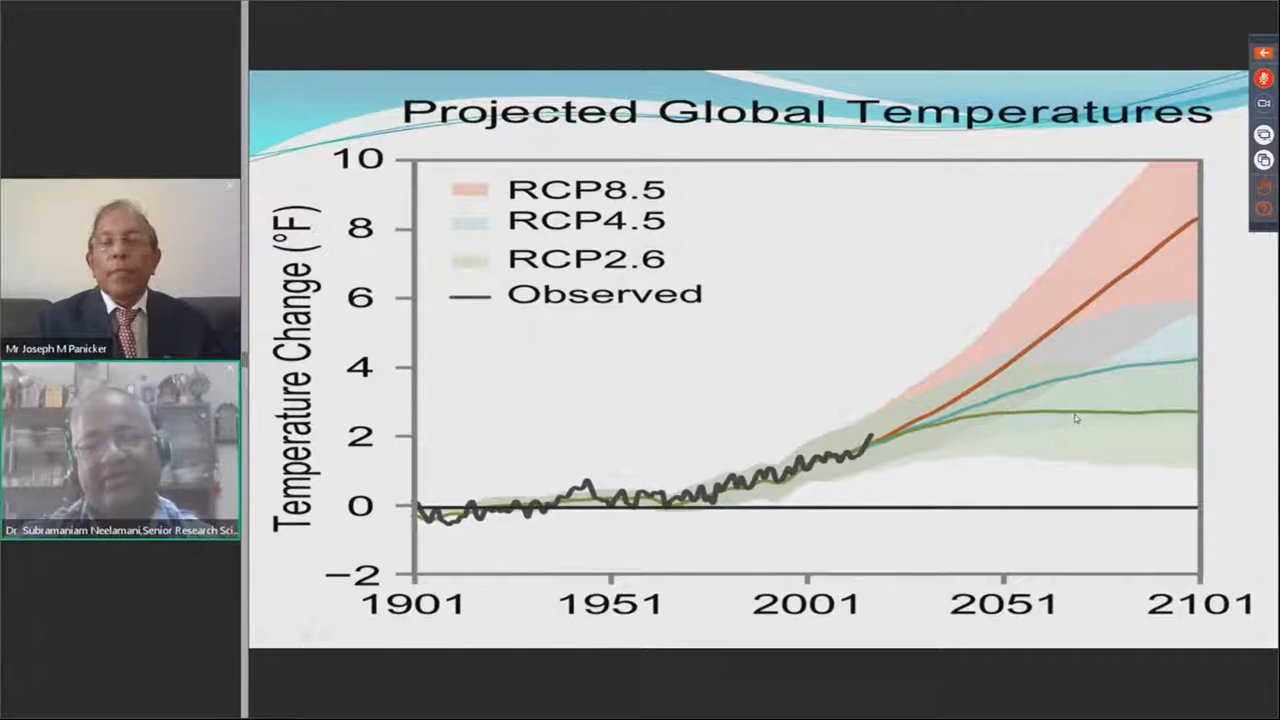 Projected Global Temperatures
10
8
6
4
2
0
−2
Temperature Change (°F)
RCP8.5
RCP4.5
RCP2.6
Observed
1901 1951 2001 2051 2101
Mr Joseph M Panicker
Dr. Subramaniam Neelamani,Senior Research Sci...